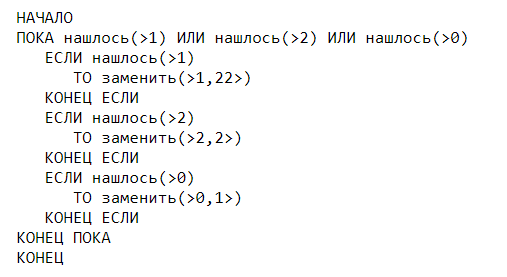 НАЧАЛО
ПОКА нашлось(>1) ИЛИ нашлось(>2) ИЛИ нашлось(>0)
ЕСЛИ нашлось(>1)
ТО заменить(>1,22>)
КОНЕЦ ЕСЛИ
ЕСЛИ нашлось(>2)
ТО заменить(>2,2>)
КОНЕЦ ЕСЛИ
ЕСЛИ нашлось(>0)
ТО заменить(>0,1>)
КОНЕЦ ЕСЛИ
КОНЕЦ ПОКА
КОНЕЦ